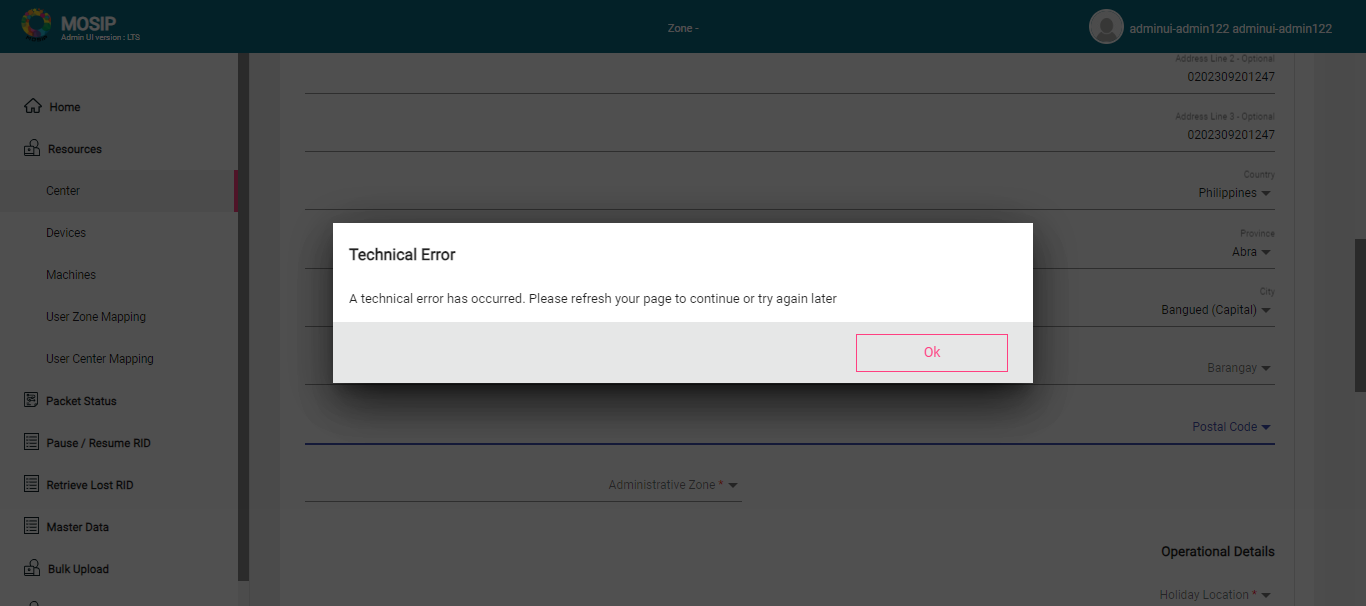 MOSIP
Admin UI version : LTS
Zone -
adminui-admin122 adminui-admin122
Home
Resources
Center
Devices
Machines
User Zone Mapping
User Center Mapping
Packet Status
Pause / Resume RID
Retrieve Lost RID
Master Data
Bulk Upload
Address Line 2 - Optional
0202309201247
Address Line 3 - Optional
0202309201247
Country
Philippines
Province
Abra
City
Bangued (Capital)
Barangay
Postal Code
Administrative Zone *
Operational Details
Holiday Location *
Technical Error
A technical error has occurred. Please refresh your page to continue or try again later
Ok